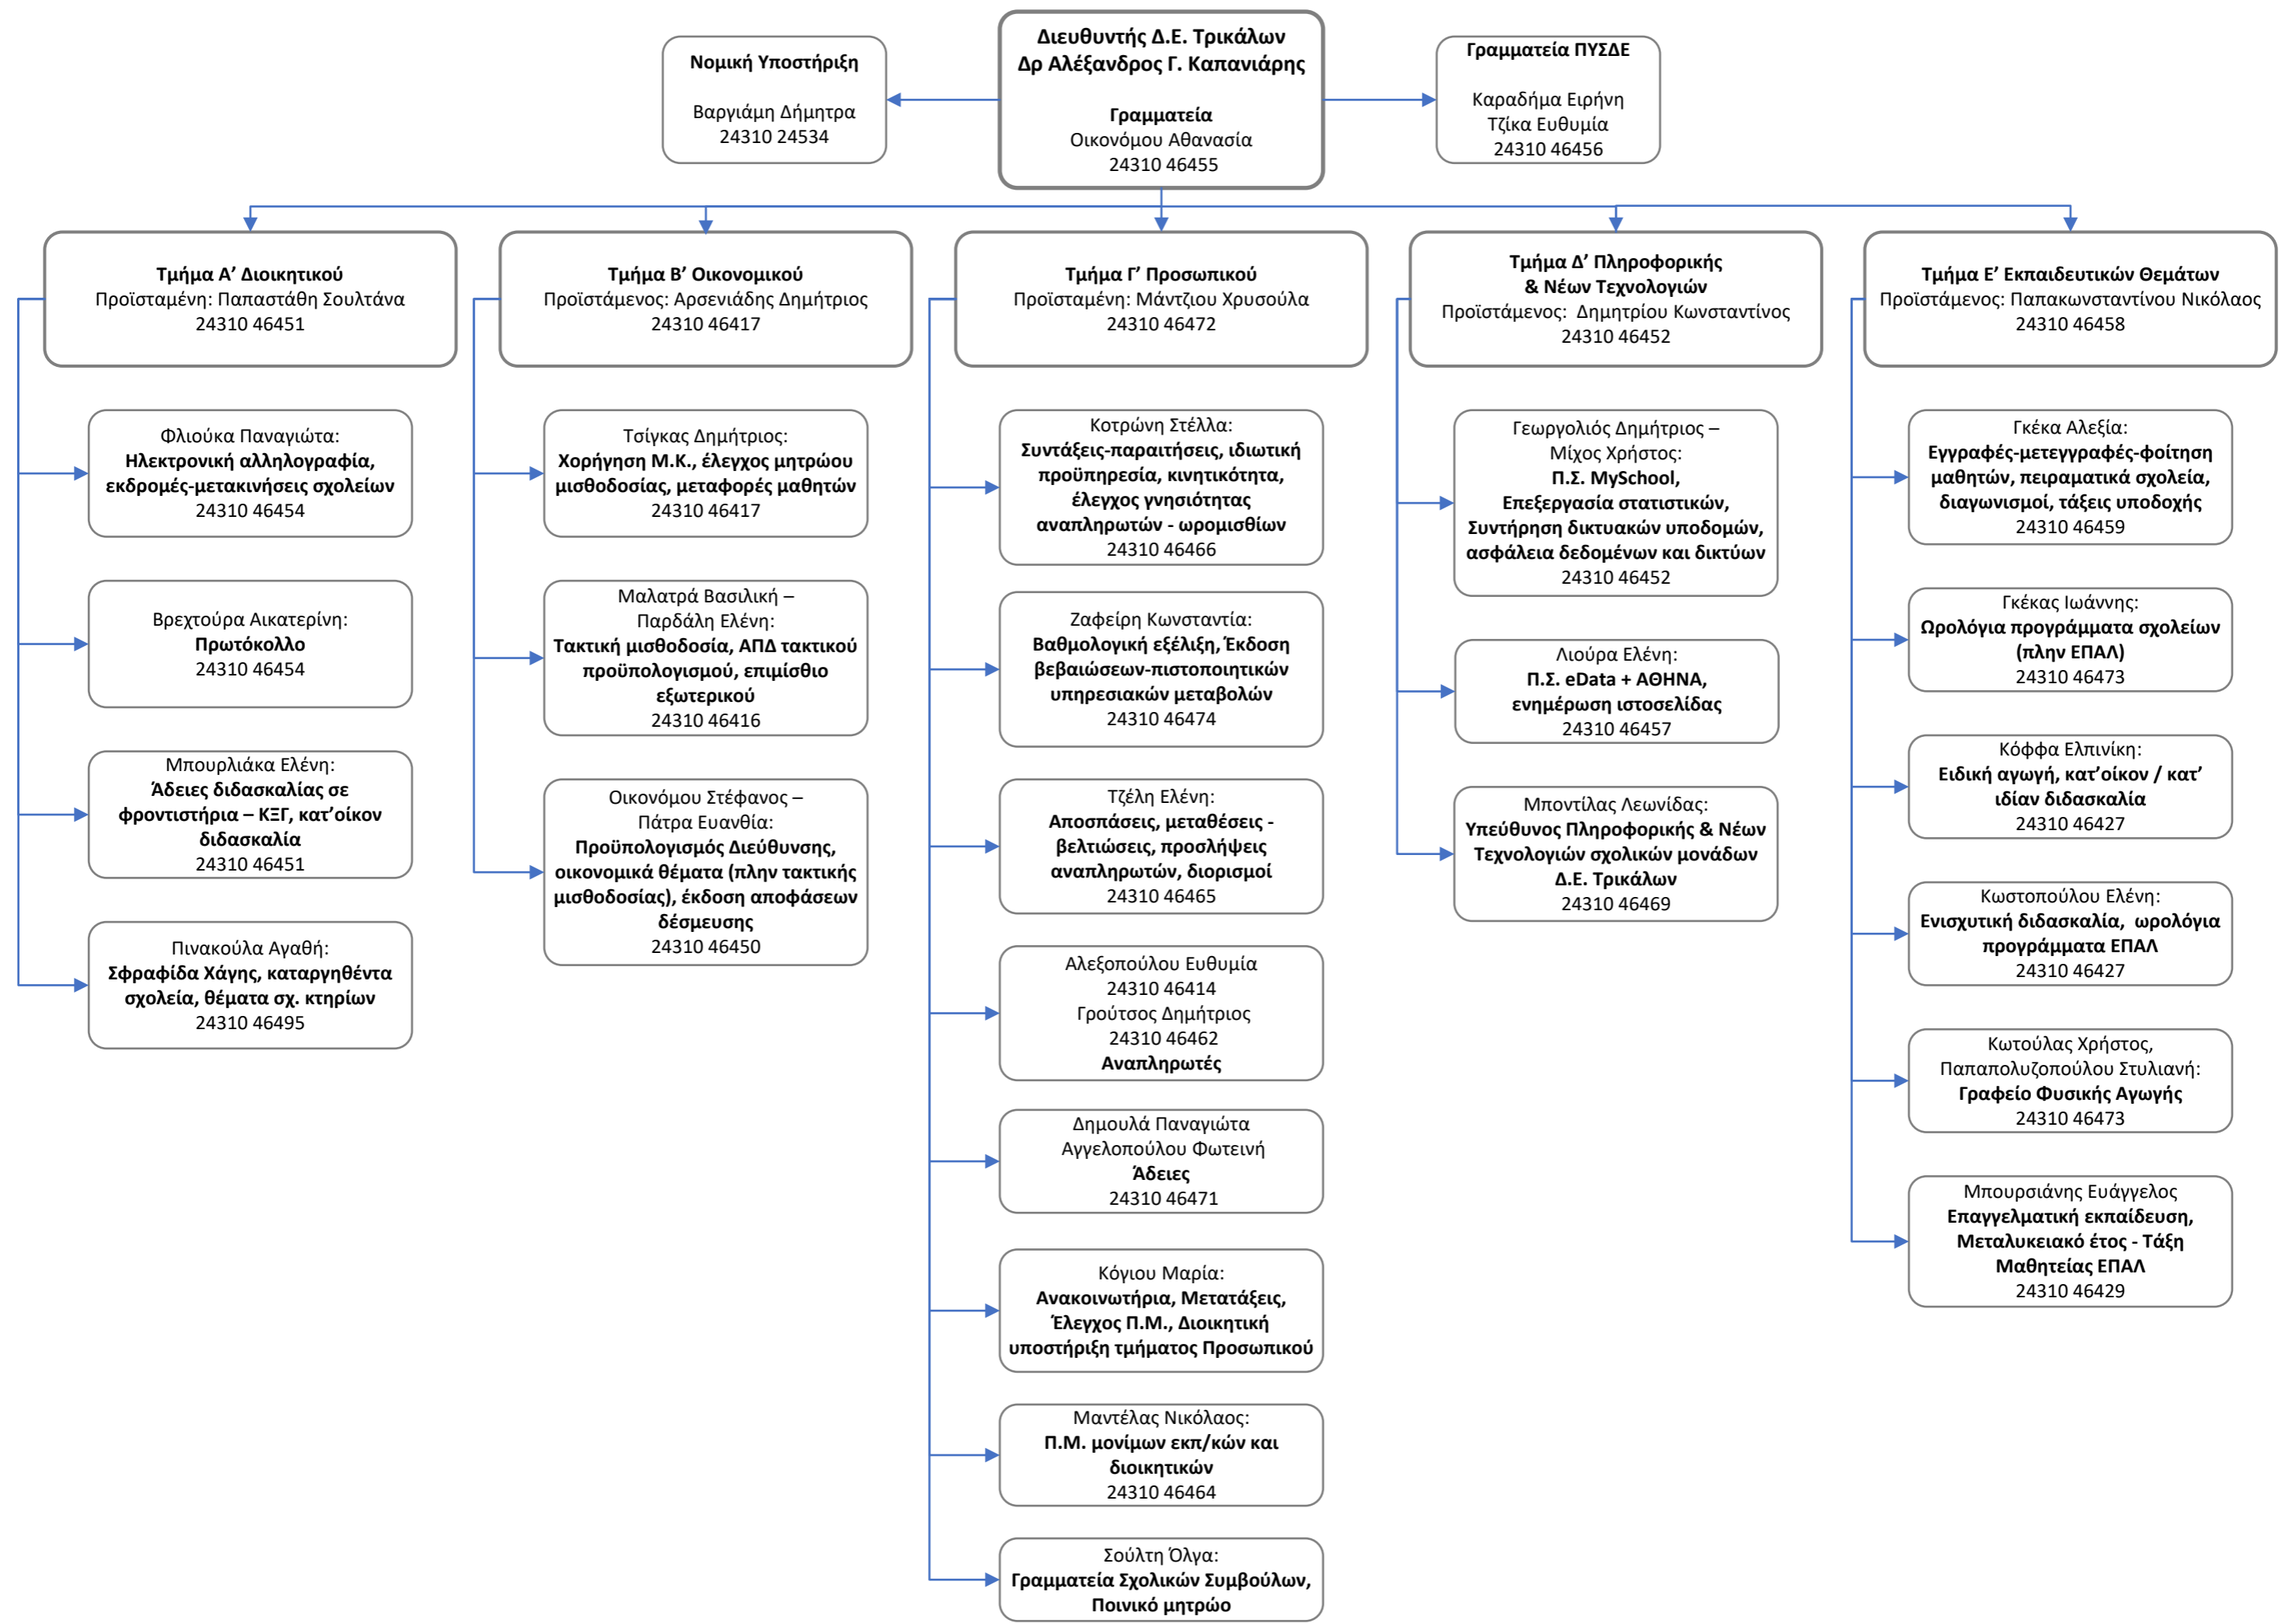 Διευθυντής Δ.Ε. Τρικάλων
Δρ Αλέξανδρος Γ. Καπανιάρης
Γραμματεία
Οικονόμου Αθανασία
24310 46455
Νομική Υποστήριξη
Βαργιάμη Δήμητρα
24310 24534
Γραμματεία ΠΥΣΔΕ
Καραδήμα Ειρήνη
Τζίκα Ευθυμία
24310 46456
Τμήμα Α’ Διοικητικού
Προϊσταμένη: Παπαστάθη Σουλτάνα
24310 46451
Φλιούκα Παναγιώτα:
Ηλεκτρονική αλληλογραφία,
εκδρομές-μετακινήσεις σχολείων
24310 46454
Βρεχτούρα Αικατερίνη:
Πρωτόκολλο
24310 46454
Μπουρλιάκα Ελένη:
Άδειες διδασκαλίας σε
φροντιστήρια – ΚΞΓ, κατ’οίκον
διδασκαλία
24310 46451
Πινακούλα Αγαθή:
Σφραφίδα Χάγης, καταργηθέντα
σχολεία, θέματα σχ. κτηρίων
24310 46495
Τμήμα Β’ Οικονομικού
Προϊστάμενος: Αρσενιάδης Δημήτριος
24310 46417
Τσίγκας Δημήτριος:
Χορήγηση Μ.Κ., έλεγχος μητρώου
μισθοδοσίας, μεταφορές μαθητών
24310 46417
Μαλατρά Βασιλική –
Παρδάλη Ελένη:
Τακτική μισθοδοσία, ΑΠΔ τακτικού
προϋπολογισμού, επιμίσθιο
εξωτερικού
24310 46416
Οικονόμου Στέφανος –
Πάτρα Ευανθία:
Προϋπολογισμός Διεύθυνσης,
οικονομικά θέματα (πλην τακτικής
μισθοδοσίας), έκδοση αποφάσεων
δέσμευσης
24310 46450
Τμήμα Γ’ Προσωπικού
Προϊσταμένη: Μάντζιου Χρυσούλα
24310 46472
Κοτρώνη Στέλλα:
Συντάξεις-παραιτήσεις, ιδιωτική
προϋπηρεσία, κινητικότητα,
έλεγχος γνησιότητας
αναπληρωτών - ωρομισθίων
24310 46466
Ζαφείρη Κωνσταντία:
Βαθμολογική εξέλιξη, Έκδοση
βεβαιώσεων-πιστοποιητικών
υπηρεσιακών μεταβολών
24310 46474
Τζέλη Ελένη:
Αποσπάσεις, μεταθέσεις -
βελτιώσεις, προσλήψεις
αναπληρωτών, διορισμοί
24310 46465
Αλεξοπούλου Ευθυμία
24310 46414
Γρούτσος Δημήτριος
24310 46462
Αναπληρωτές
Δημουλά Παναγιώτα
Αγγελοπούλου Φωτεινή
Άδειες
24310 46471
Κόγιου Μαρία:
Ανακοινωτήρια, Μετατάξεις,
Έλεγχος Π.Μ., Διοικητική
υποστήριξη τμήματος Προσωπικού
Μαντέλας Νικόλαος:
Π.Μ. μονίμων εκπ/κών και
διοικητικών
24310 46464
Σούλτη Όλγα:
Γραμματεία Σχολικών Συμβούλων,
Ποινικό μητρώο
Τμήμα Δ’ Πληροφορικής
& Νέων Τεχνολογιών
Προϊστάμενος:  Δημητρίου Κωνσταντίνος
24310 46452
Γεωργολιός Δημήτριος –
Μίχος Χρήστος:
Π.Σ. MySchool,
Επεξεργασία στατιστικών,
Συντήρηση δικτυακών υποδομών,
ασφάλεια δεδομένων και δικτύων
24310 46452
Λιούρα Ελένη:
Π.Σ. eData + ΑΘΗΝΑ,
ενημέρωση ιστοσελίδας
24310 46457
Μποντίλας Λεωνίδας:
Υπεύθυνος Πληροφορικής & Νέων
Τεχνολογιών σχολικών μονάδων
Δ.Ε. Τρικάλων
24310 46469
Τμήμα Ε’ Εκπαιδευτικών Θεμάτων
Προϊστάμενος: Παπακωνσταντίνου Νικόλαος
24310 46458
Γκέκα Αλεξία:
Εγγραφές-μετεγγραφές-φοίτηση
μαθητών, πειραματικά σχολεία,
διαγωνισμοί, τάξεις υποδοχής
24310 46459
Γκέκας Ιωάννης:
Ωρολόγια προγράμματα σχολείων
(πλην ΕΠΑΛ)
24310 46473
Κόφφα Ελπινίκη:
Ειδική αγωγή, κατ’οίκον / κατ’
ιδίαν διδασκαλία
24310 46427
Κωστοπούλου Ελένη:
Ενισχυτική διδασκαλία,  ωρολόγια
προγράμματα ΕΠΑΛ
24310 46427
Κωτούλας Χρήστος,
Παπαπολυζοπούλου Στυλιανή:
Γραφείο Φυσικής Αγωγής
24310 46473
Μπουρσιάνης Ευάγγελος
Επαγγελματική εκπαίδευση,
Μεταλυκειακό έτος - Τάξη
Μαθητείας ΕΠΑΛ
24310 46429